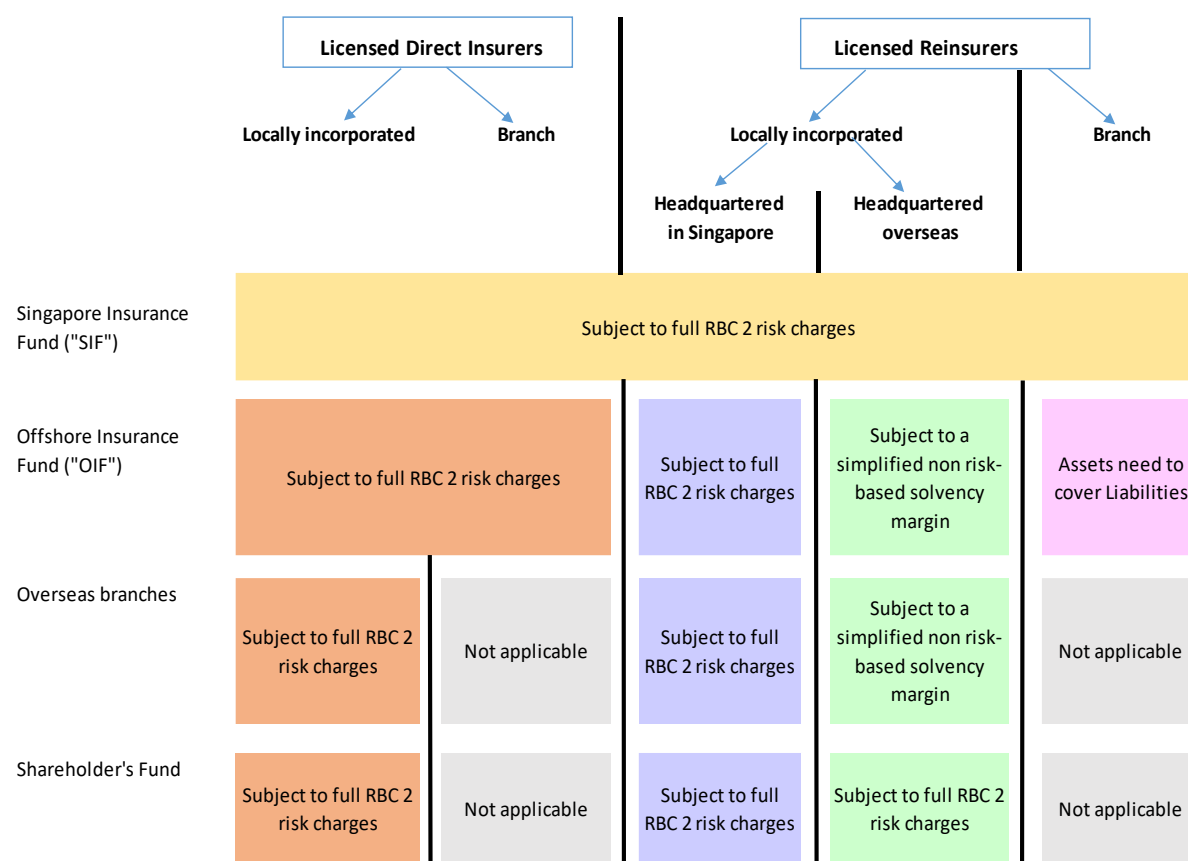 Licensed Direct Insurers
Licensed Reinsurers
Locally incorporated
Branch
Locally incorporated
Branch
Headquartered
in Singapore
Headquartered
overseas
Singapore Insurance
Fund ("SIF")
Subject to full RBC 2 risk charges
Offshore Insurance
Fund ("OIF")
Subject to full RBC 2 risk charges
Subject to full
RBC 2 risk charges
Subject to a
simplified non risk-
based solvency
margin
Assets need to
cover Liabilities
Overseas branches
Subject to full RBC 2
risk charges
Not applicable
Subject to full
RBC 2 risk charges
Subject to a
simplified non risk-
based solvency
margin
Not applicable
Shareholder's Fund
Subject to full RBC 2
risk charges
Not applicable
Subject to full
RBC 2 risk charges
Subject to full RBC 2
risk charges
Not applicable